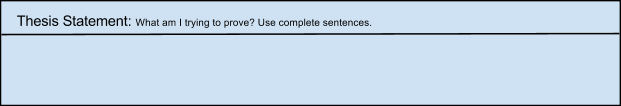 Thesis Statement: What am I trying to prove? Use complete sentences.